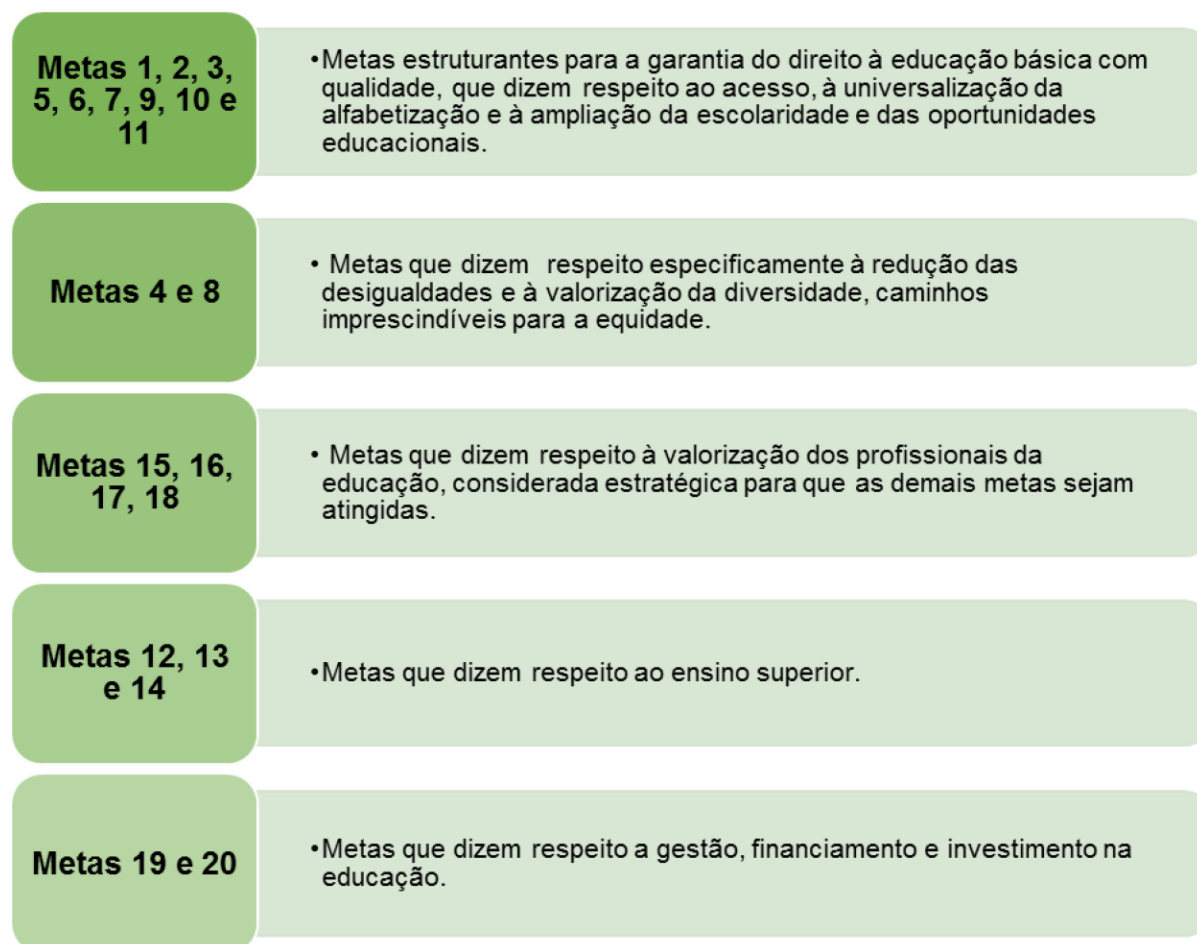 Metas 1, 2, 3,
5, 6, 7, 9, 10 e
11
•Metas estruturantes para a garantia do direito à educação básica com
qualidade, que dizem respeito ao acesso, à universalização da
alfabetização e à ampliação da escolaridade e das oportunidades
educacionais.
Metas 4 e 8
• Metas que dizem respeito especificamente à redução das
desigualdades e à valorização da diversidade, caminhos
imprescindíveis para a equidade.
Metas 15, 16,
17, 18
• Metas que dizem respeito à valorização dos profissionais da
educação, considerada estratégica para que as demais metas sejam
atingidas.
Metas 12, 13
e 14
•Metas que dizem respeito ao ensino superior.
Metas 19 e 20
•Metas que dizem respeito a gestão, financiamento e investimento na
educação.